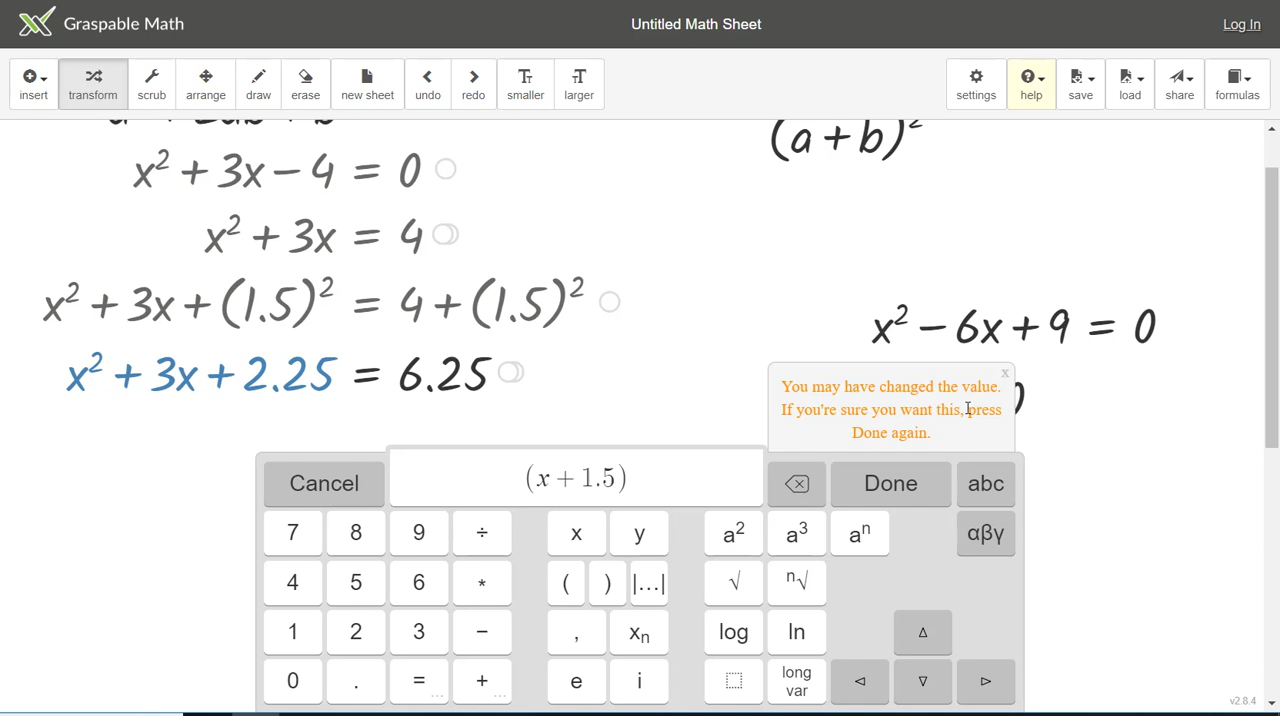 Graspable Math
Untitled Math Sheet
Log In
insert transform scrub arrange draw erase new sheet undo redo smaller larger settings help save load share formulas
(a + b)²
x² + 3x − 4 = 0
x² + 3x = 4
x² + 3x + (1.5)² = 4 + (1.5)²
x² − 6x + 9 = 0
x² + 3x + 2.25 = 6.25
You may have changed the value. x
If you're sure you want this, press
Done again.
0
Cancel (x + 1.5) Done abc
7 8 9 ÷ x y a² a³ aⁿ αβγ
4 5 6 * ( ) |...| √ ⁿ√
1 2 3 − , xₙ log ln △
0 . = ... + ... e i long var ◁ ▽ ▷
v2.8.4